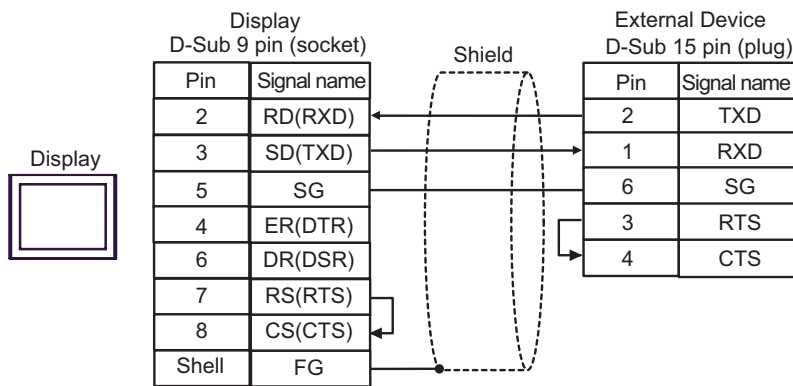 Display
D-Sub 9 pin (socket)
Pin Signal name
2 RD(RXD)
3 SD(TXD)
5 SG
4 ER(DTR)
6 DR(DSR)
7 RS(RTS)
8 CS(CTS)
Shell FG
Shield
External Device
D-Sub 15 pin (plug)
Pin Signal name
2 TXD
1 RXD
6 SG
3 RTS
4 CTS
Display